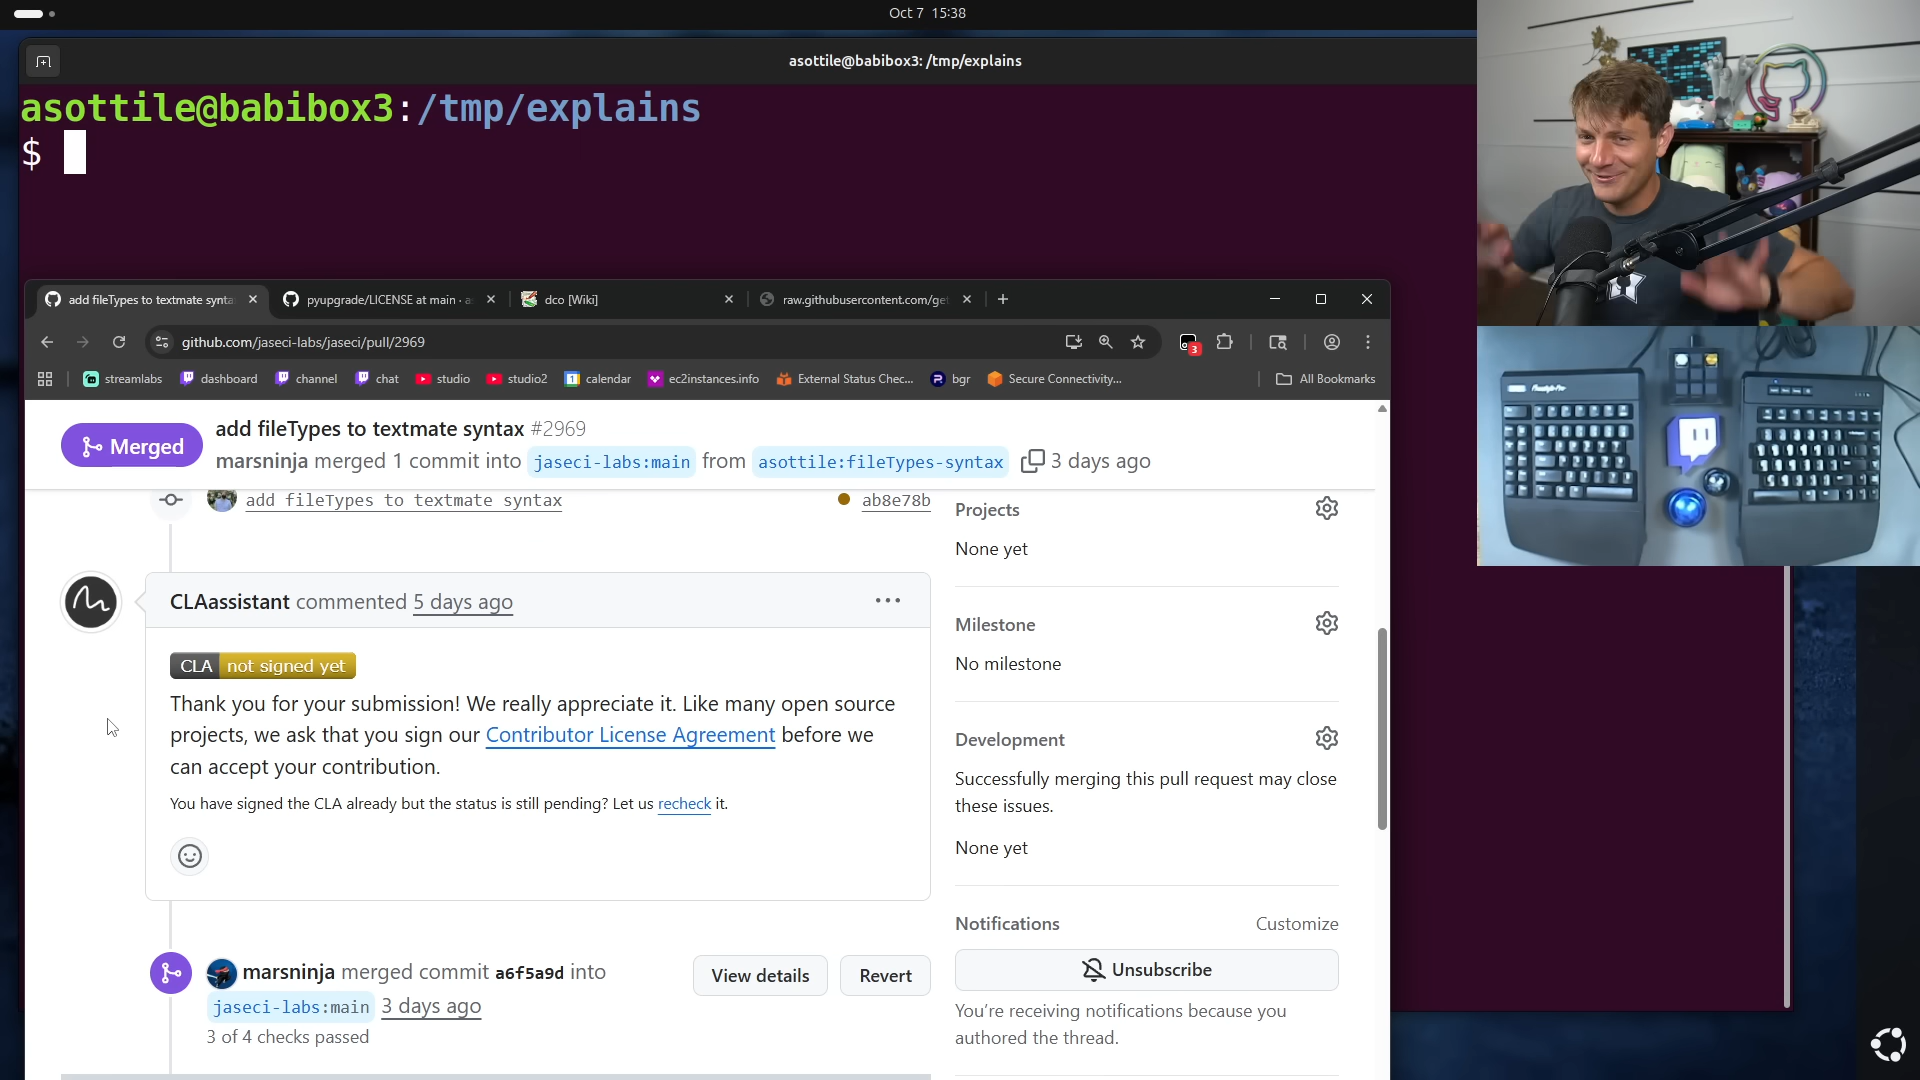 Oct 7 15:38
asottile@babibox3: /tmp/explains
asottile@babibox3:/tmp/explains
$
add fileTypes to textmate synta
pyupgrade/LICENSE at main · a
dco [Wiki]
raw.githubusercontent.com/ge
github.com/jaseci-labs/jaseci/pull/2969
3
streamlabs
dashboard
channel
chat
studio
studio2
calendar
ec2instances.info
External Status Chec...
bgr
Secure Connectivity...
All Bookmarks
Merged
add fileTypes to textmate syntax #2969
marsninja merged 1 commit into jaseci-labs:main from asottile:fileTypes-syntax 3 days ago
add fileTypes to textmate syntax
ab8e78b
CLAassistant commented 5 days ago
CLA not signed yet
Thank you for your submission! We really appreciate it. Like many open source
projects, we ask that you sign our Contributor License Agreement before we
can accept your contribution.
You have signed the CLA already but the status is still pending? Let us recheck it.
marsninja merged commit a6f5a9d into
jaseci-labs:main 3 days ago
3 of 4 checks passed
View details
Revert
Projects
None yet
Milestone
No milestone
Development
Successfully merging this pull request may close
these issues.
None yet
Notifications
Customize
Unsubscribe
You're receiving notifications because you
authored the thread.